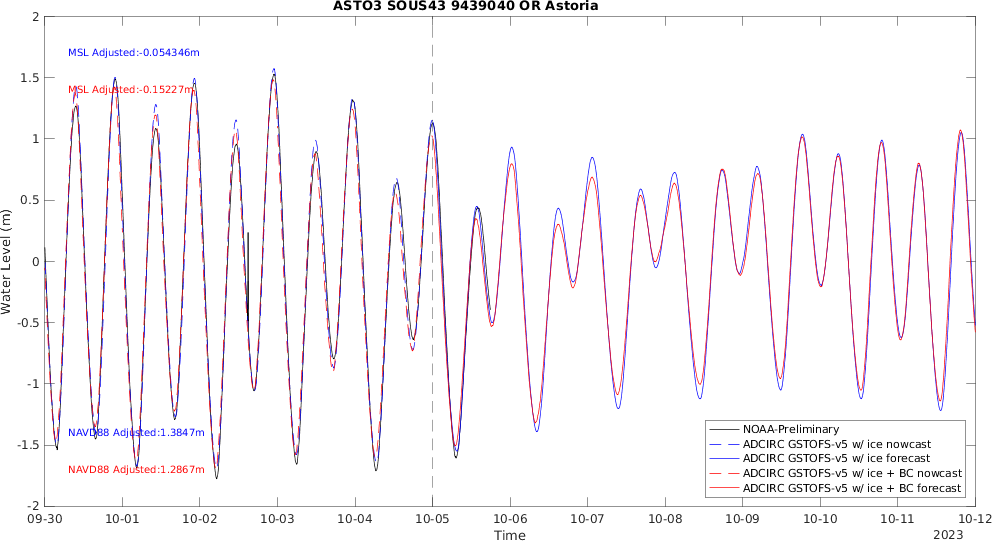 ASTO3 SOUS43 9439040 OR Astoria
MSL Adjusted:-0.054346m
MSL Adjusted:-0.15227m
NAVD88 Adjusted:1.3847m
NAVD88 Adjusted:1.2867m
Water Level (m)
2
1.5
1
0.5
0
-0.5
-1
-1.5
-2
NOAA-Preliminary
ADCIRC GSTOFS-v5 w/ ice nowcast
ADCIRC GSTOFS-v5 w/ ice forecast
ADCIRC GSTOFS-v5 w/ ice + BC nowcast
ADCIRC GSTOFS-v5 w/ ice + BC forecast
09-30 10-01 10-02 10-03 10-04 10-05 10-06 10-07 10-08 10-09 10-10 10-11 10-12
Time
2023